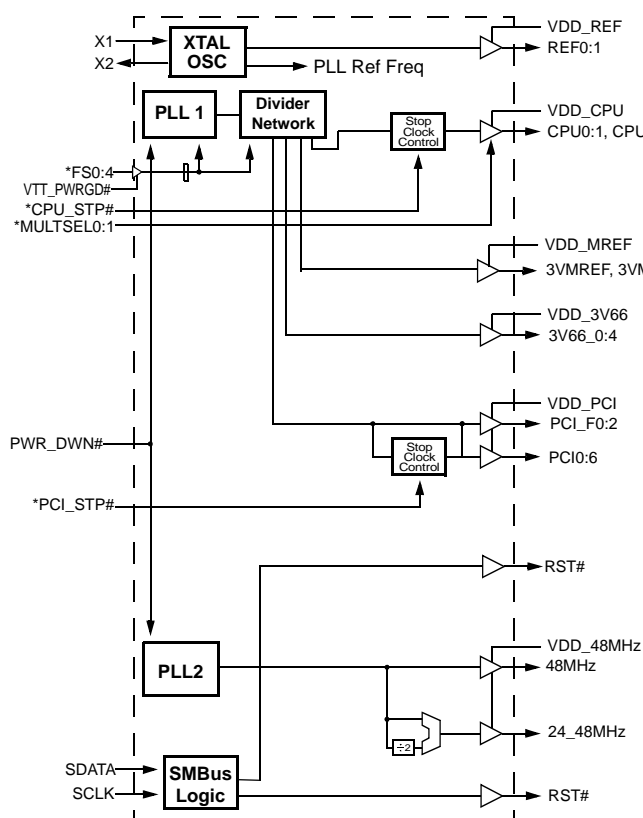 X1
X2
XTAL
OSC
VDD_REF
REF0:1
PLL Ref Freq
PLL 1
Divider
Network
Stop
Clock
Control
VDD_CPU
CPU0:1, CPU
*FS0:4
VTT_PWRGD#
*CPU_STP#
*MULTSEL0:1
VDD_MREF
3VMREF, 3VM
VDD_3V66
3V66_0:4
VDD_PCI
PCI_F0:2
PWR_DWN#
Stop
Clock
Control
PCI0:6
*PCI_STP#
RST#
PLL2
VDD_48MHz
48MHz
÷2
24_48MHz
SDATA
SCLK
SMBus
Logic
RST#